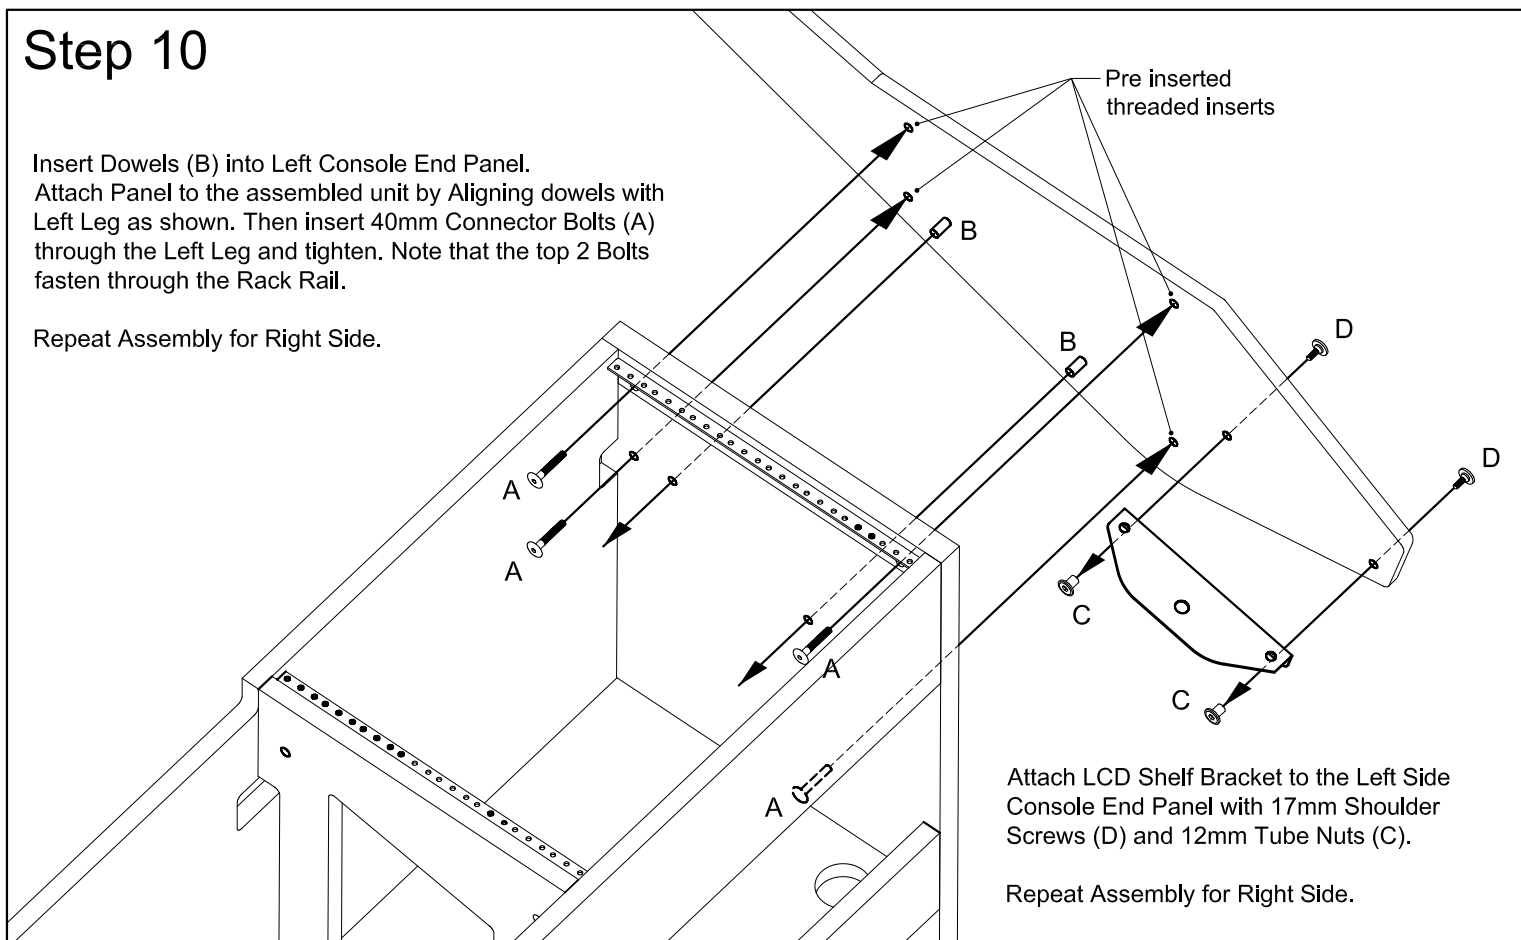 Step 10
Pre inserted
threaded inserts
Insert Dowels (B) into Left Console End Panel.
Attach Panel to the assembled unit by Aligning dowels with
Left Leg as shown. Then insert 40mm Connector Bolts (A)
through the Left Leg and tighten. Note that the top 2 Bolts
fasten through the Rack Rail.
Repeat Assembly for Right Side.
B
B
D
D
A
A
A
A
C
C
Attach LCD Shelf Bracket to the Left Side
Console End Panel with 17mm Shoulder
Screws (D) and 12mm Tube Nuts (C).
Repeat Assembly for Right Side.